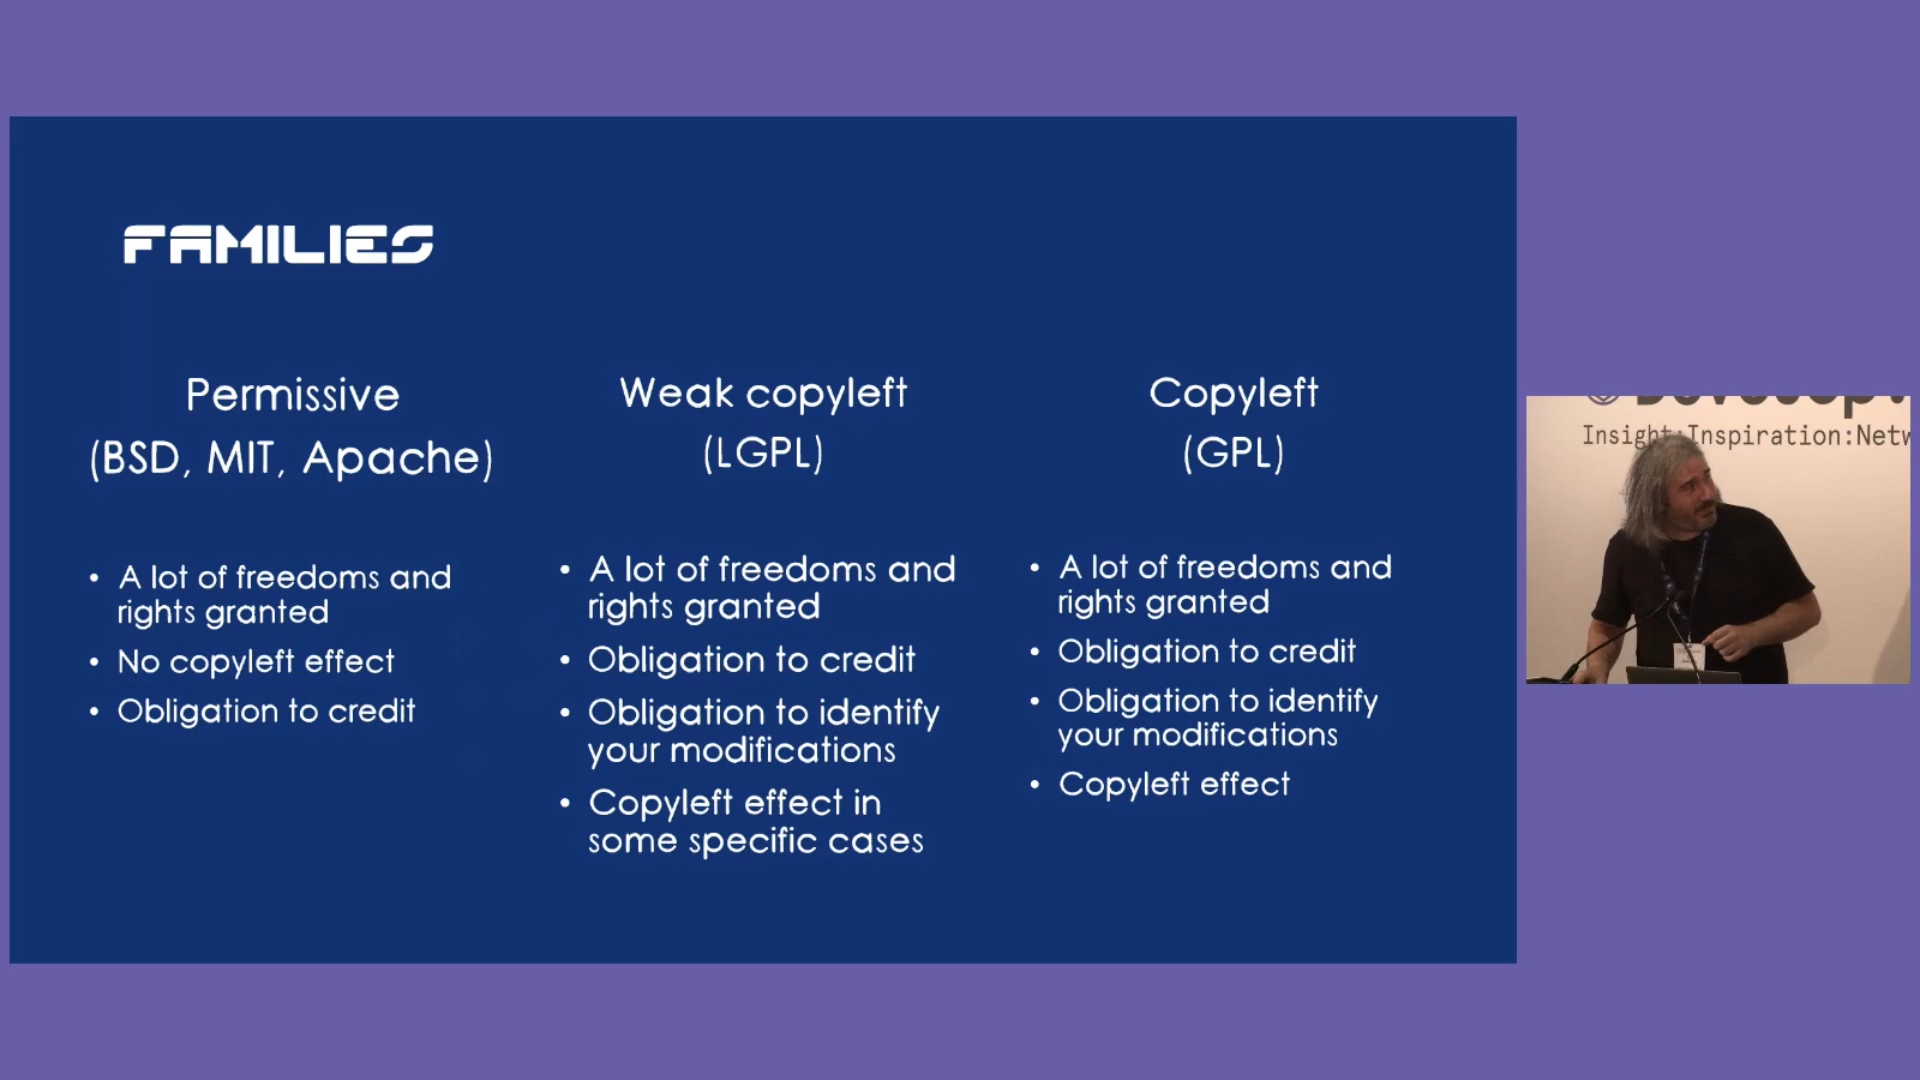 FAMILIES
Permissive
(BSD, MIT, Apache)
• A lot of freedoms and
rights granted
• No copyleft effect
• Obligation to credit
Weak copyleft
(LGPL)
• A lot of freedoms and
rights granted
• Obligation to credit
• Obligation to identify
your modifications
• Copyleft effect in
some specific cases
Copyleft
(GPL)
• A lot of freedoms and
rights granted
• Obligation to credit
• Obligation to identify
your modifications
• Copyleft effect
Insight:Inspiration:Netw